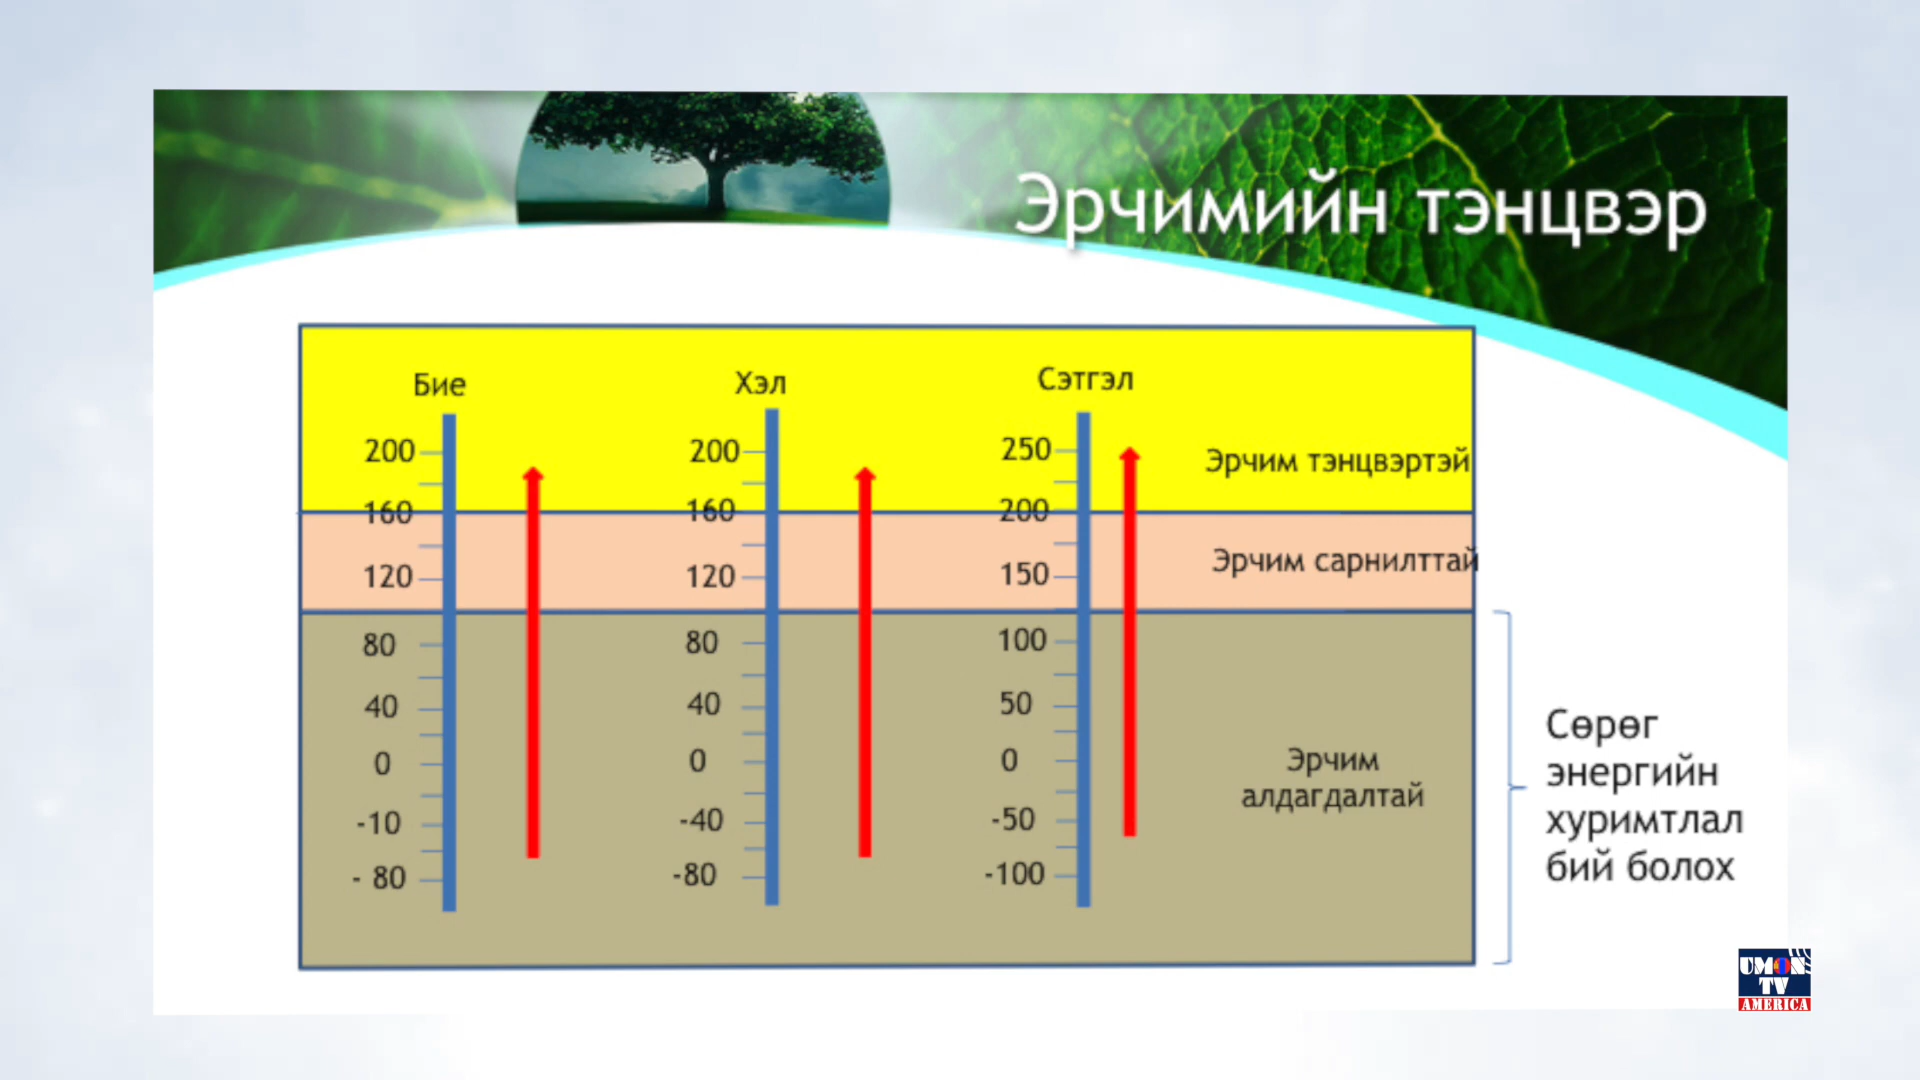 Эрчимийн тэнцвэр
Бие Хэл Сэтгэл
200 200 250 Эрчим тэнцвэртэй
160 160 200
120 120 150 Эрчим сарнилттай
80 80 100
40 40 50
0 0 0 Эрчим
алдагдалтай
-10 -40 -50
- 80 -80 -100
Сөрөг
энергийн
хуримтлал
бий болох
UMON
TV
AMERICA